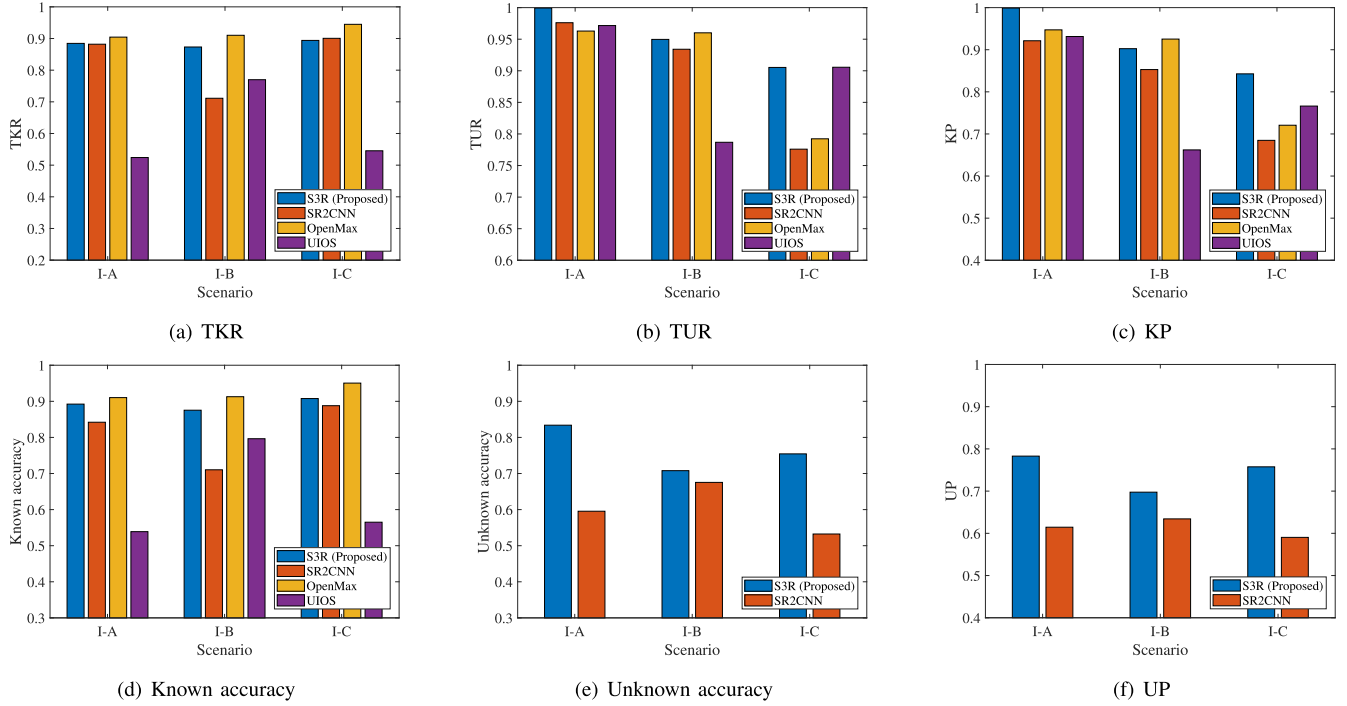 1
0.9
0.8
0.7
0.6
0.5
0.4
0.3
0.2
TKR
I-A
I-B
I-C
Scenario
S3R (Proposed)
SR2CNN
OpenMax
UIOS
(a) TKR
1
0.95
0.9
0.85
0.8
0.75
0.7
0.65
0.6
TUR
I-A
I-B
I-C
Scenario
S3R (Proposed)
SR2CNN
OpenMax
UIOS
(b) TUR
1
0.9
0.8
0.7
0.6
0.5
0.4
KP
I-A
I-B
I-C
Scenario
S3R (Proposed)
SR2CNN
OpenMax
UIOS
(c) KP
1
0.9
0.8
0.7
0.6
0.5
0.4
0.3
Known accuracy
I-A
I-B
I-C
Scenario
S3R (Proposed)
SR2CNN
OpenMax
UIOS
(d) Known accuracy
1
0.9
0.8
0.7
0.6
0.5
0.4
0.3
Unknown accuracy
I-A
I-B
I-C
Scenario
S3R (Proposed)
SR2CNN
(e) Unknown accuracy
1
0.9
0.8
0.7
0.6
0.5
0.4
UP
I-A
I-B
I-C
Scenario
S3R (Proposed)
SR2CNN
(f) UP